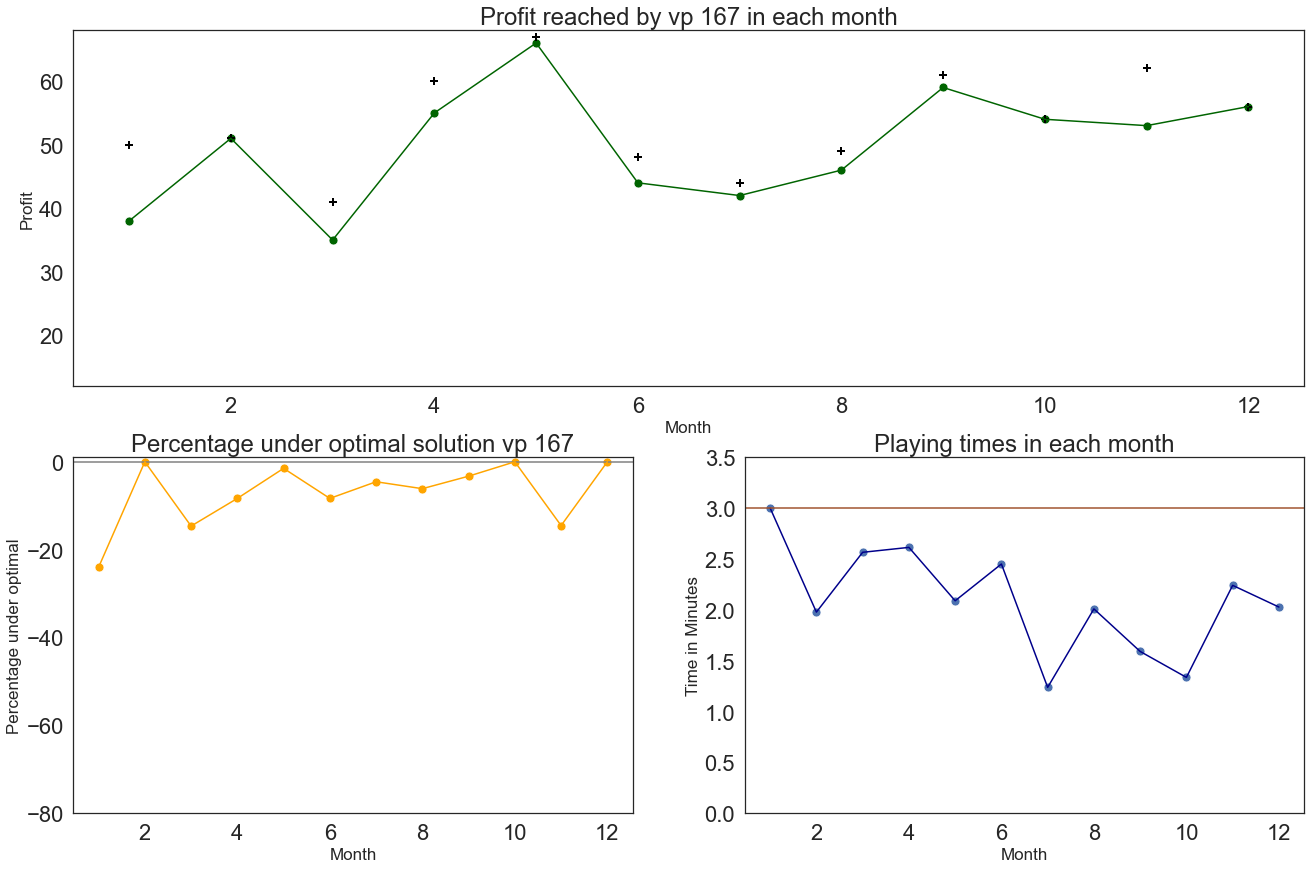 Profit reached by vp 167 in each month
60
50
40
30
20
Profit
2 4 6 8 10 12
Month
Percentage under optimal solution vp 167
0
−20
−40
−60
−80
Percentage under optimal
2 4 6 8 10 12
Month
Playing times in each month
3.5
3.0
2.5
2.0
1.5
1.0
0.5
0.0
Time in Minutes
2 4 6 8 10 12
Month